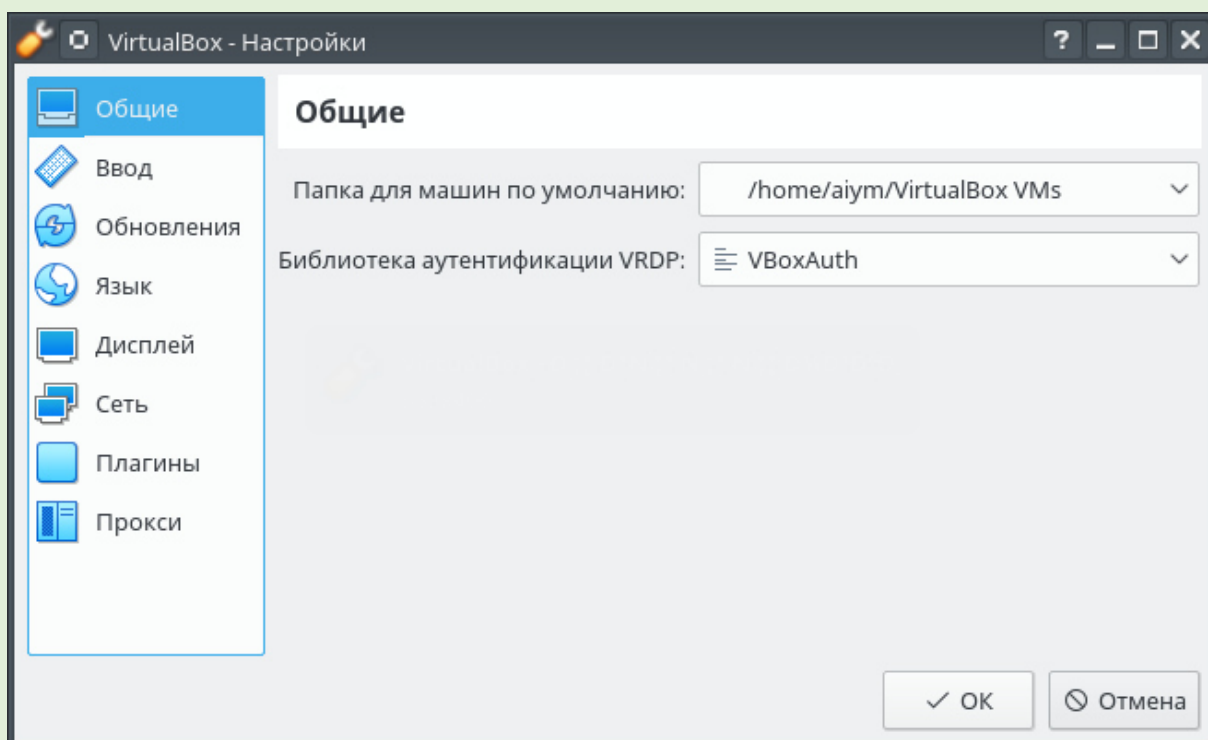 VirtualBox - Настройки
Общие
Ввод
Обновления
Язык
Дисплей
Сеть
Плагины
Прокси
Общие
Папка для машин по умолчанию: /home/aiym/VirtualBox VMs
Библиотека аутентификации VRDP: VBoxAuth
ОК
Отмена